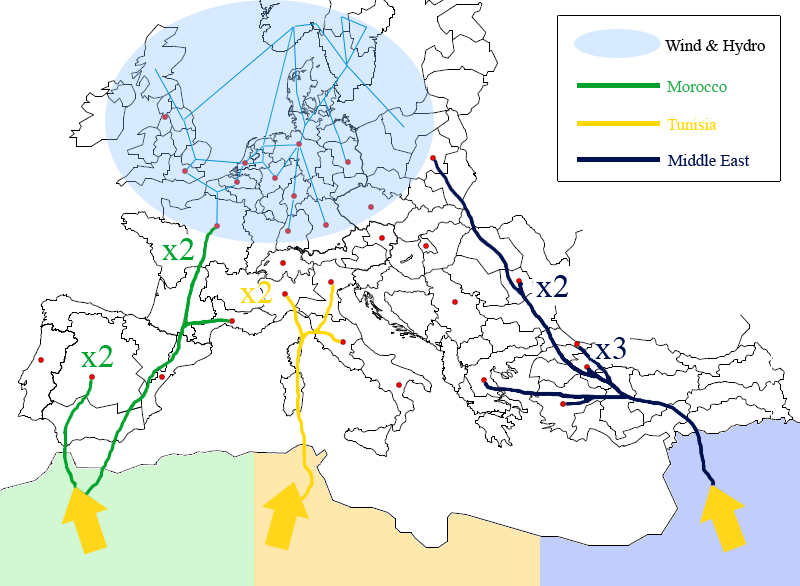 Wind & Hydro
Morocco
Tunisia
Middle East
x2
x2
x2
x3
x2